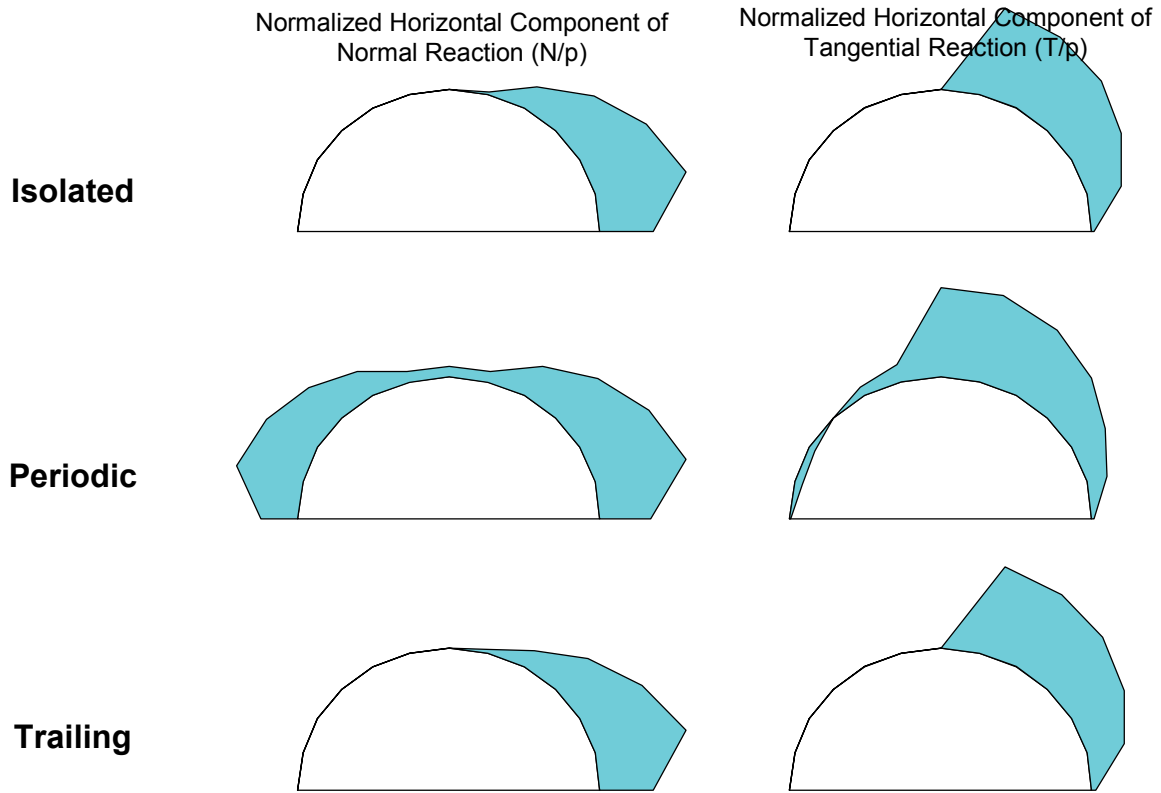 Normalized Horizontal Component of
Normal Reaction (N/p)
Normalized Horizontal Component of
Tangential Reaction (T/p)
Isolated
Periodic
Trailing